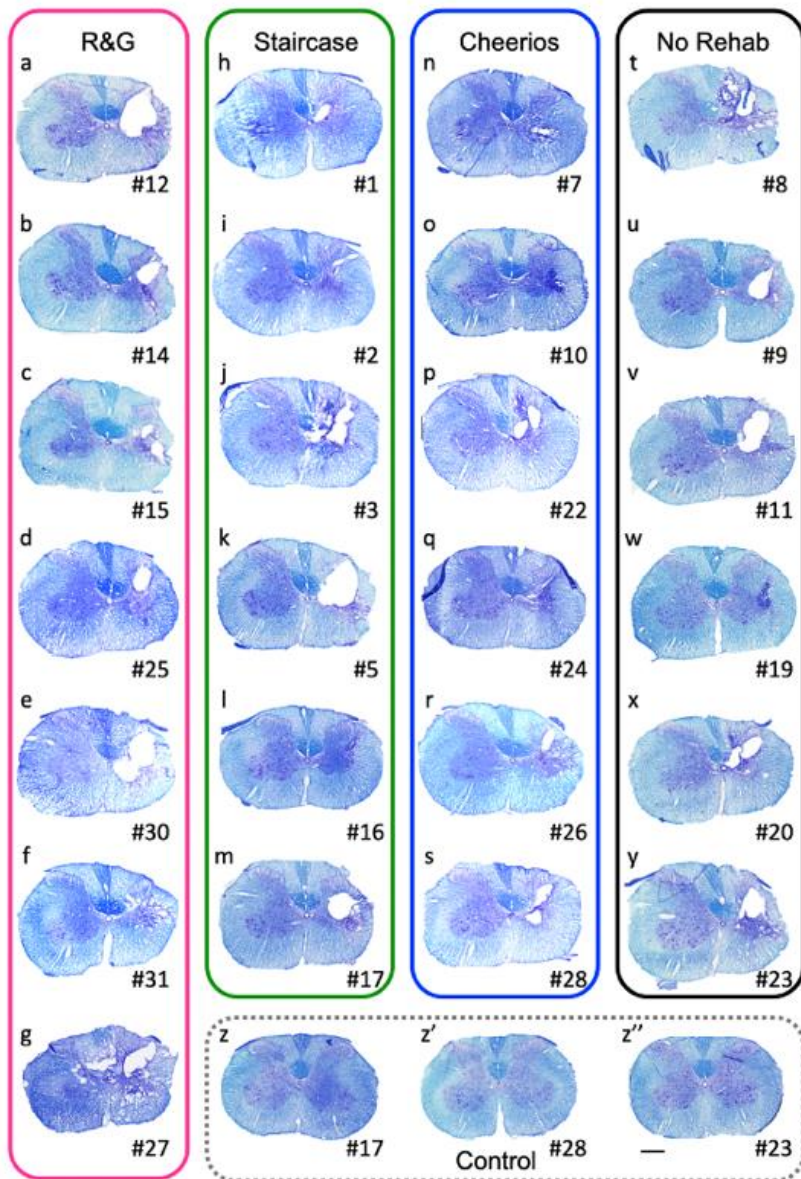 R&G
Staircase
Cheerios
No Rehab
a
h
n
t
#12
#1
#7
#8
b
i
o
u
#14
#2
#10
#9
c
j
p
v
#15
#3
#22
#11
d
k
q
w
#25
#5
#24
#19
e
l
r
x
#30
#16
#26
#20
f
m
s
y
#31
#17
#28
#23
g
z
z'
z''
#27
#17
#28
#23
Control